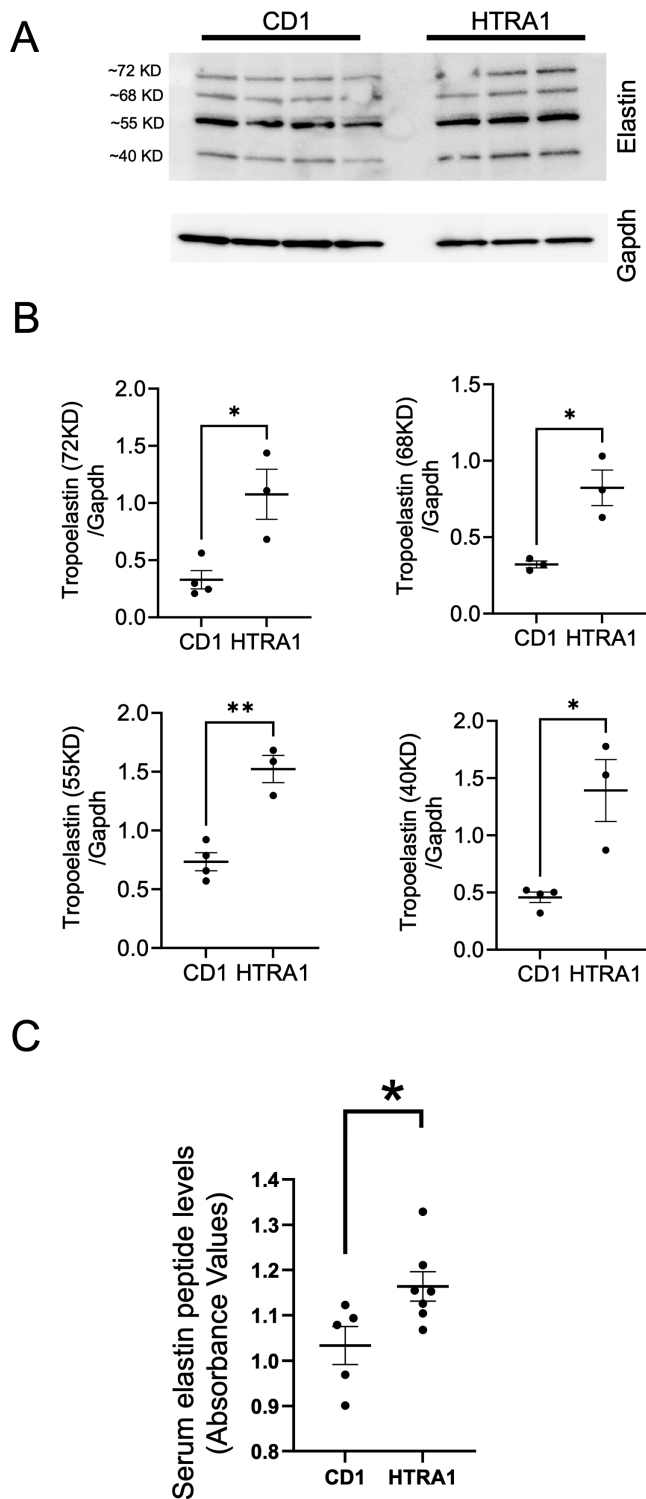 A
CD1 HTRA1
~72 KD
~68 KD
~55 KD
~40 KD
Elastin
Gapdh
B
Tropoelastin (72KD)
/Gapdh
2.0
1.5
1.0
0.5
0.0
*
CD1 HTRA1
Tropoelastin (68KD)
/Gapdh
1.5
1.0
0.5
0.0
*
CD1 HTRA1
Tropoelastin (55KD)
/Gapdh
2.0
1.5
1.0
0.5
0.0
**
CD1 HTRA1
Tropoelastin (40KD)
/Gapdh
2.0
1.5
1.0
0.5
0.0
*
CD1 HTRA1
C
Serum elastin peptide levels
(Absorbance Values)
1.4
1.3
1.2
1.1
1.0
0.9
0.8
*
CD1 HTRA1